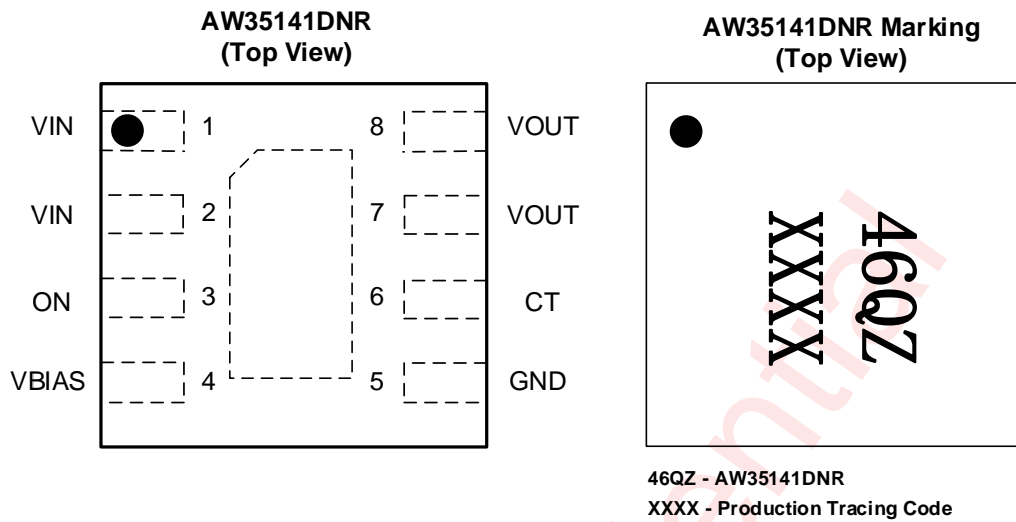 AW35141DNR
(Top View)
VIN 1 8 VOUT
VIN 2 7 VOUT
ON 3 6 CT
VBIAS 4 5 GND
AW35141DNR Marking
(Top View)
46QZ
XXXX
46QZ - AW35141DNR
XXXX - Production Tracing Code